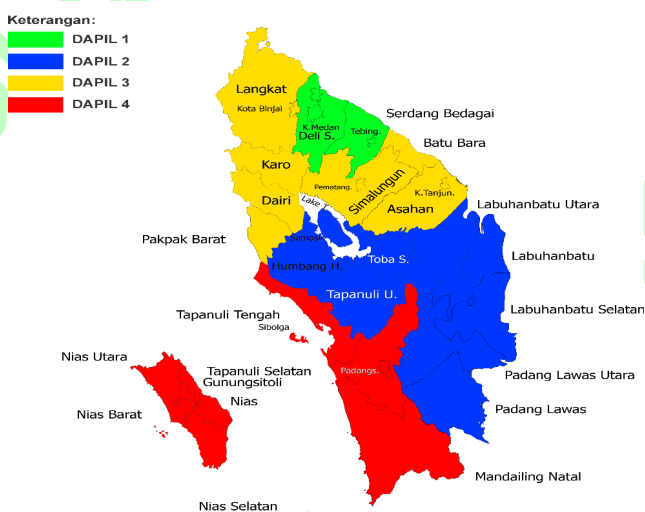 Keterangan:
DAPIL 1
DAPIL 2
DAPIL 3
DAPIL 4
Langkat
Kota Binjai
K.Medan
Deli S.
Tebing.
Serdang Bedagai
Batu Bara
Karo
Pematang.
Simalungun
K.Tanjun.
Dairi
Lake T.
Asahan
Labuhanbatu Utara
Pakpak Barat
Samosir
Toba S.
Labuhanbatu
Humbang H.
Tapanuli U.
Labuhanbatu Selatan
Tapanuli Tengah
Sibolga
Nias Utara
Tapanuli Selatan
Gunungsitoli
Padangs.
Padang Lawas Utara
Nias
Nias Barat
Padang Lawas
Mandailing Natal
Nias Selatan